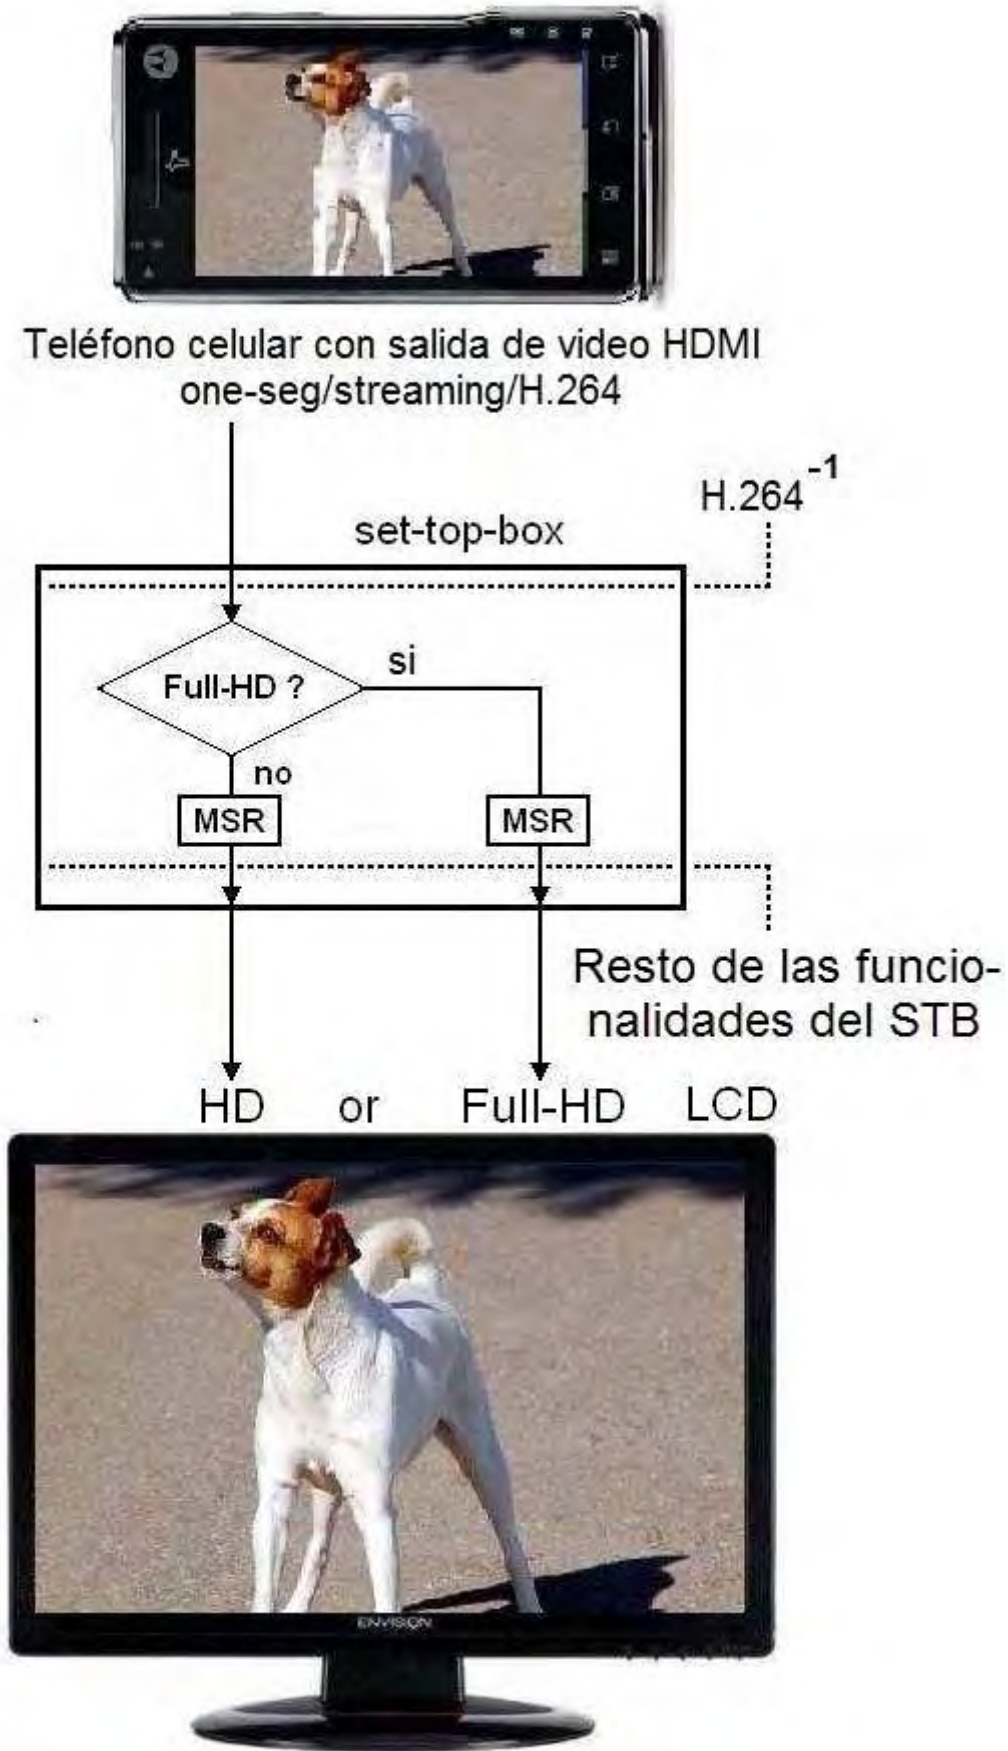 Teléfono celular con salida de video HDMI
one-seg/streaming/H.264
H.264-1
set-top-box
Full-HD ?
si
no
MSR
MSR
Resto de las funcio-
nalidades del STB
HD or Full-HD LCD
ENVISION